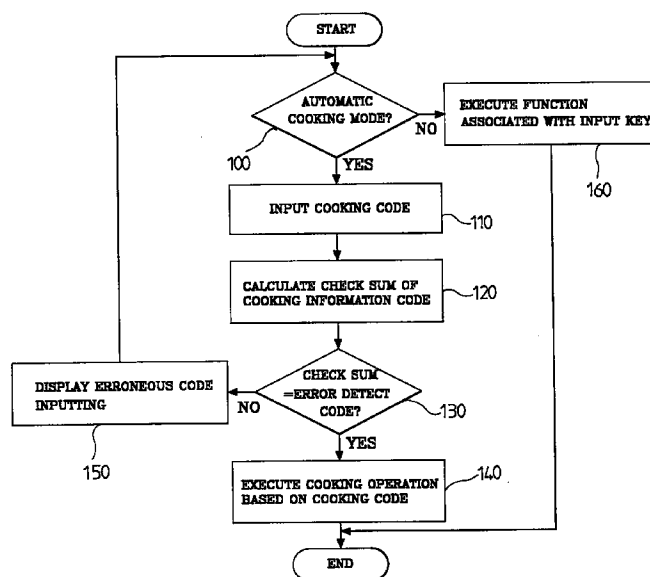 START
AUTOMATIC
COOKING MODE?
100
NO
EXECUTE FUNCTION
ASSOCIATED WITH INPUT KEY
160
YES
INPUT COOKING CODE
110
CALCULATE CHECK SUM OF
COOKING INFORMATION CODE
120
CHECK SUM
=ERROR DETECT
CODE?
130
NO
DISPLAY ERRONEOUS CODE
INPUTTING
150
YES
EXECUTE COOKING OPERATION
BASED ON COOKING CODE
140
END